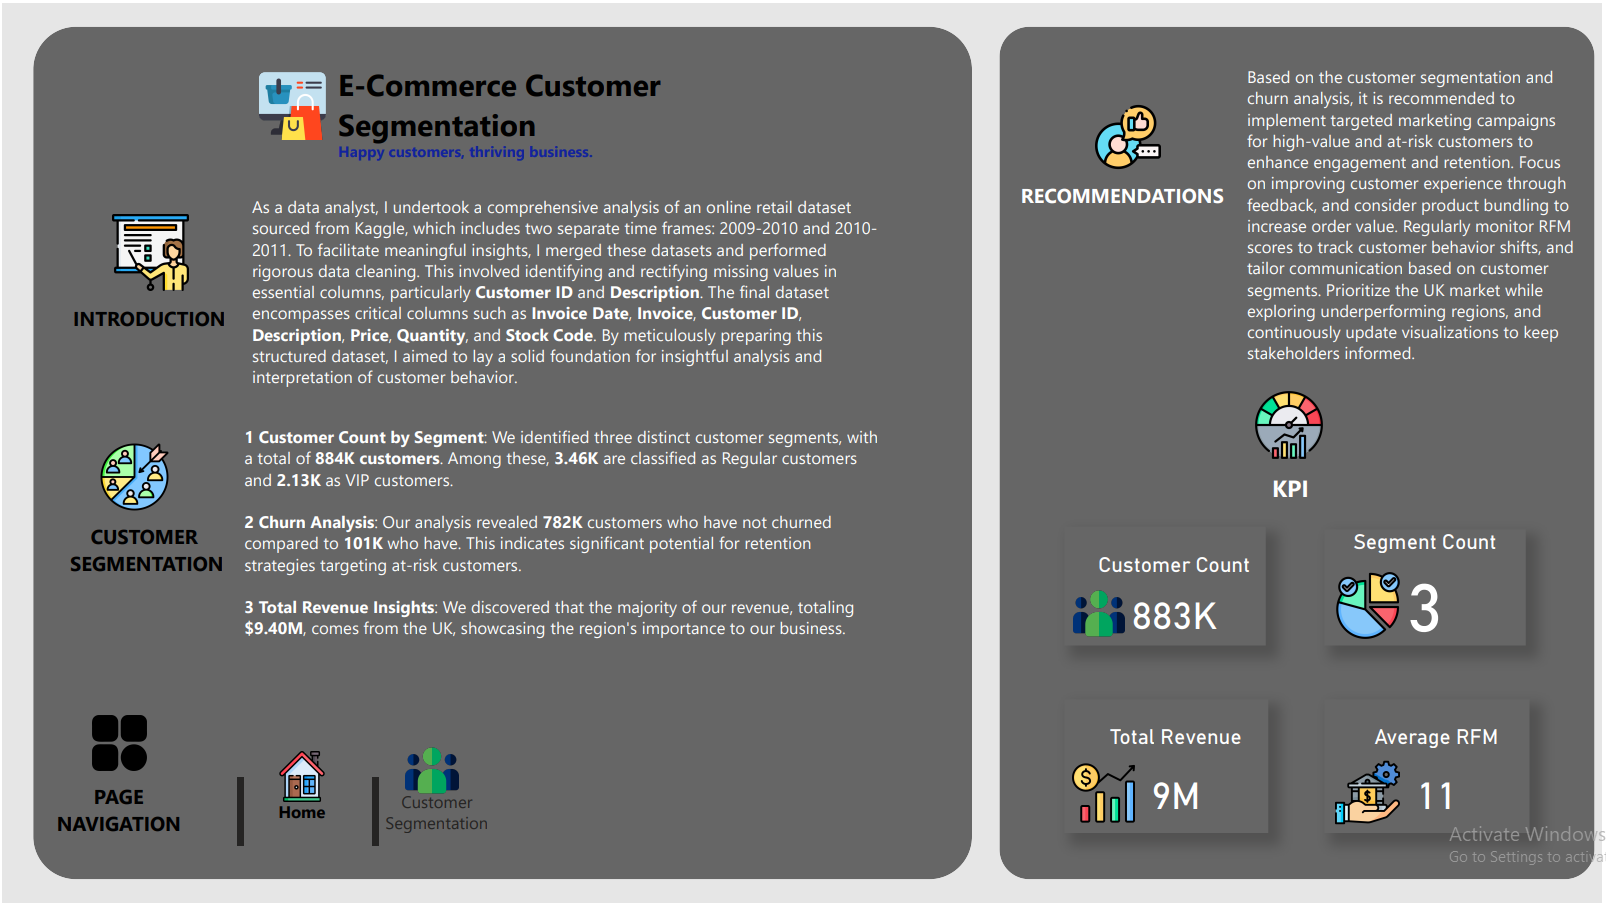 E-Commerce Customer
Segmentation
Happy customers, thriving business.
INTRODUCTION
As a data analyst, I undertook a comprehensive analysis of an online retail dataset
sourced from Kaggle, which includes two separate time frames: 2009-2010 and 2010-
2011. To facilitate meaningful insights, I merged these datasets and performed
rigorous data cleaning. This involved identifying and rectifying missing values in
essential columns, particularly Customer ID and Description. The final dataset
encompasses critical columns such as Invoice Date, Invoice, Customer ID,
Description, Price, Quantity, and Stock Code. By meticulously preparing this
structured dataset, I aimed to lay a solid foundation for insightful analysis and
interpretation of customer behavior.
CUSTOMER
SEGMENTATION
1 Customer Count by Segment: We identified three distinct customer segments, with
a total of 884K customers. Among these, 3.46K are classified as Regular customers
and 2.13K as VIP customers.
2 Churn Analysis: Our analysis revealed 782K customers who have not churned
compared to 101K who have. This indicates significant potential for retention
strategies targeting at-risk customers.
3 Total Revenue Insights: We discovered that the majority of our revenue, totaling
$9.40M, comes from the UK, showcasing the region's importance to our business.
PAGE
NAVIGATION
Home
Customer
Segmentation
RECOMMENDATIONS
Based on the customer segmentation and
churn analysis, it is recommended to
implement targeted marketing campaigns
for high-value and at-risk customers to
enhance engagement and retention. Focus
on improving customer experience through
feedback, and consider product bundling to
increase order value. Regularly monitor RFM
scores to track customer behavior shifts, and
tailor communication based on customer
segments. Prioritize the UK market while
exploring underperforming regions, and
continuously update visualizations to keep
stakeholders informed.
KPI
Customer Count
883K
Segment Count
3
Total Revenue
9M
Average RFM
11
Activate Windows
Go to Settings to activa